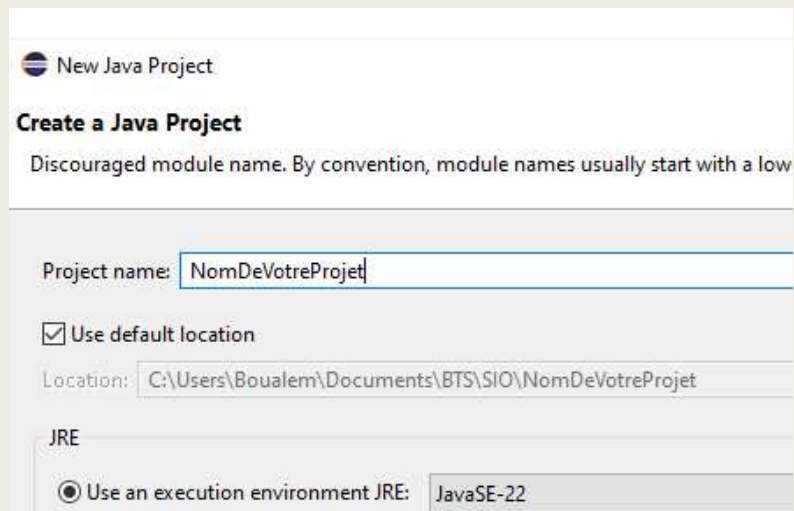 New Java Project
Create a Java Project
Discouraged module name. By convention, module names usually start with a low
Project name: NomDeVotreProjet
Use default location
Location: C:\Users\Boualem\Documents\BTS\SIO\NomDeVotreProjet
JRE
Use an execution environment JRE: JavaSE-22